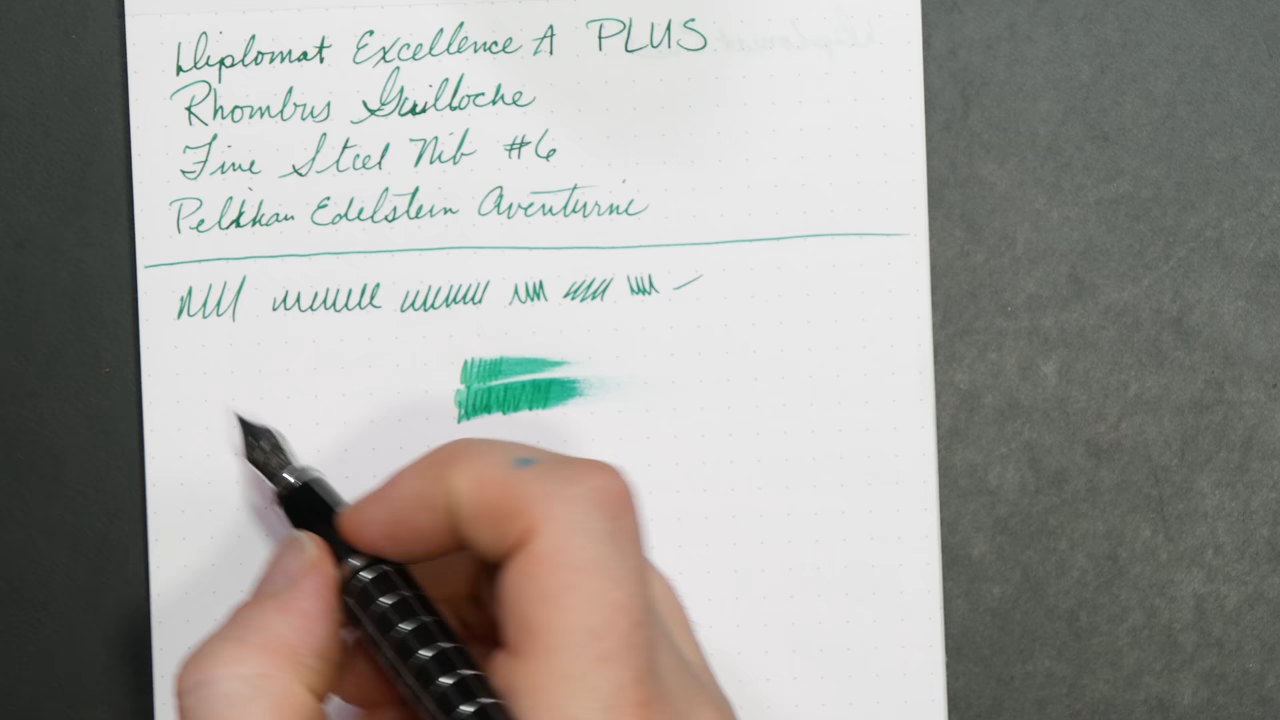 Diplomat Excellence A PLUS
Rhombus Guilloche
Fine Steel Nib #6
Pelikan Edelstein Aventurine